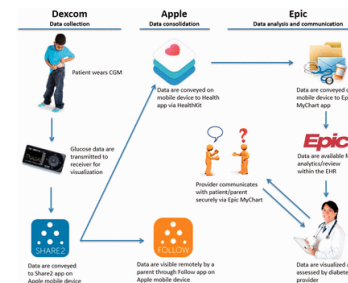 Dexcom
Data collection
Apple
Data consolidation
Epic
Data analysis and communication
Patient wears CGM
Data are conveyed on
mobile device to Health
app via HealthKit
Data are conveyed
mobile device to
MyChart app
Glucose data are
transmitted to
receiver for
visualization
? !
Epic
Data are available
analytics/review
within the EHR
Provider communicates
with patient/parent
securely via Epic MyChart
SHARE2
FOLLOW
Data are conveyed
to Share2 app on
Apple mobile device
Data are visible remotely by a
parent through Follow app on
Apple mobile device
Data are visualized
assessed by
provider